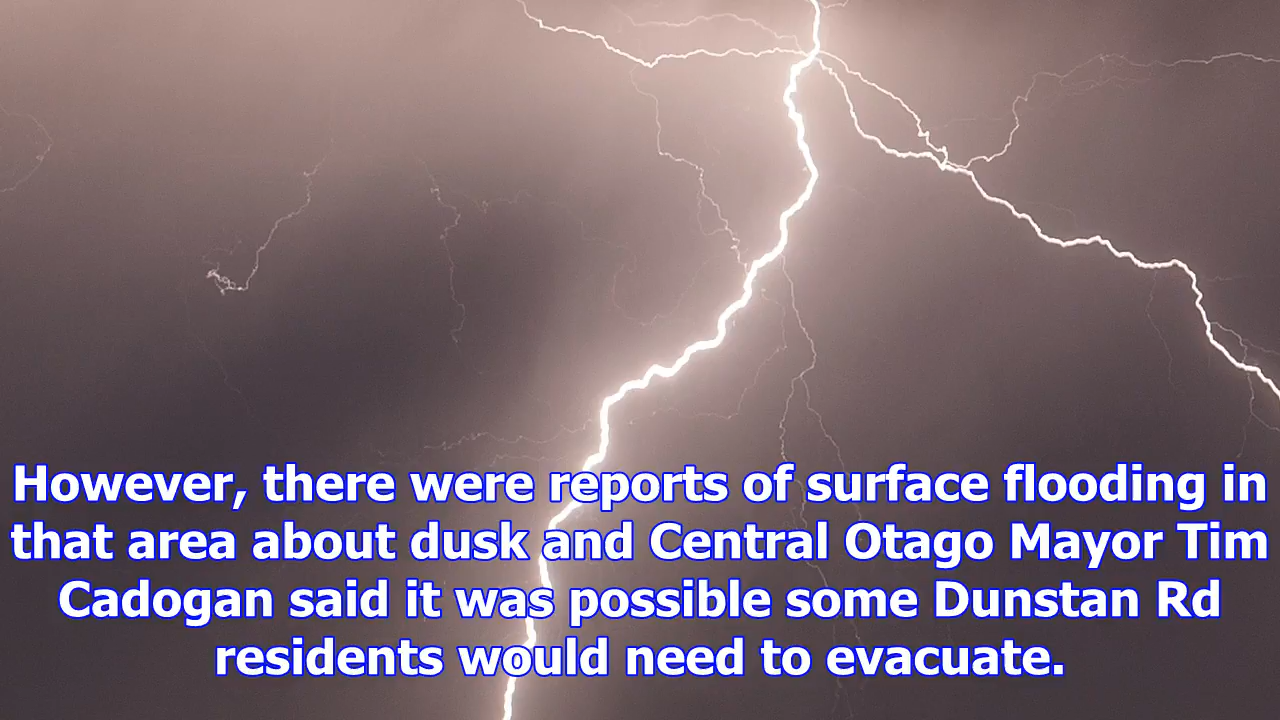 However, there were reports of surface flooding in
that area about dusk and Central Otago Mayor Tim
Cadogan said it was possible some Dunstan Rd
residents would need to evacuate.